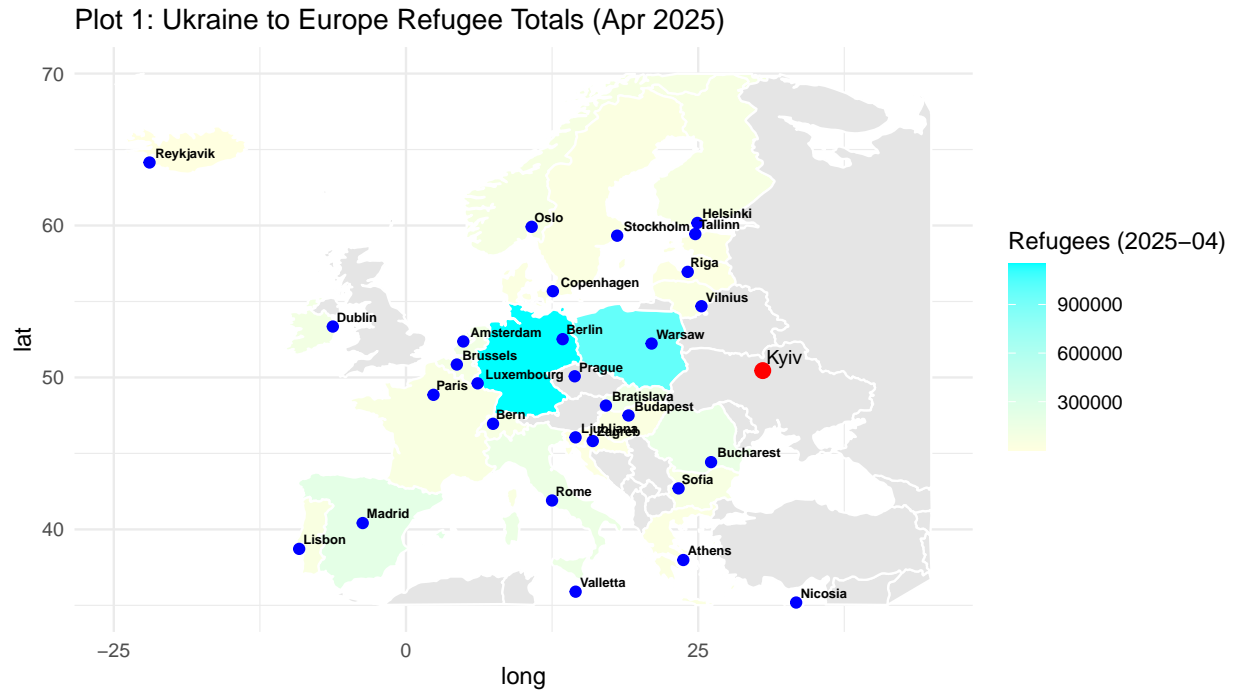 Plot 1: Ukraine to Europe Refugee Totals (Apr 2025)
70
60
50
40
lat
−25
0
25
long
Reykjavik
Oslo
Helsinki
Stockholm
Tallinn
Riga
Copenhagen
Vilnius
Dublin
Amsterdam
Berlin
Warsaw
Brussels
Kyiv
Luxembourg
Prague
Paris
Bratislava
Budapest
Bern
Ljubljana
Zagreb
Bucharest
Sofia
Rome
Madrid
Lisbon
Athens
Valletta
Nicosia
Refugees (2025−04)
900000
600000
300000